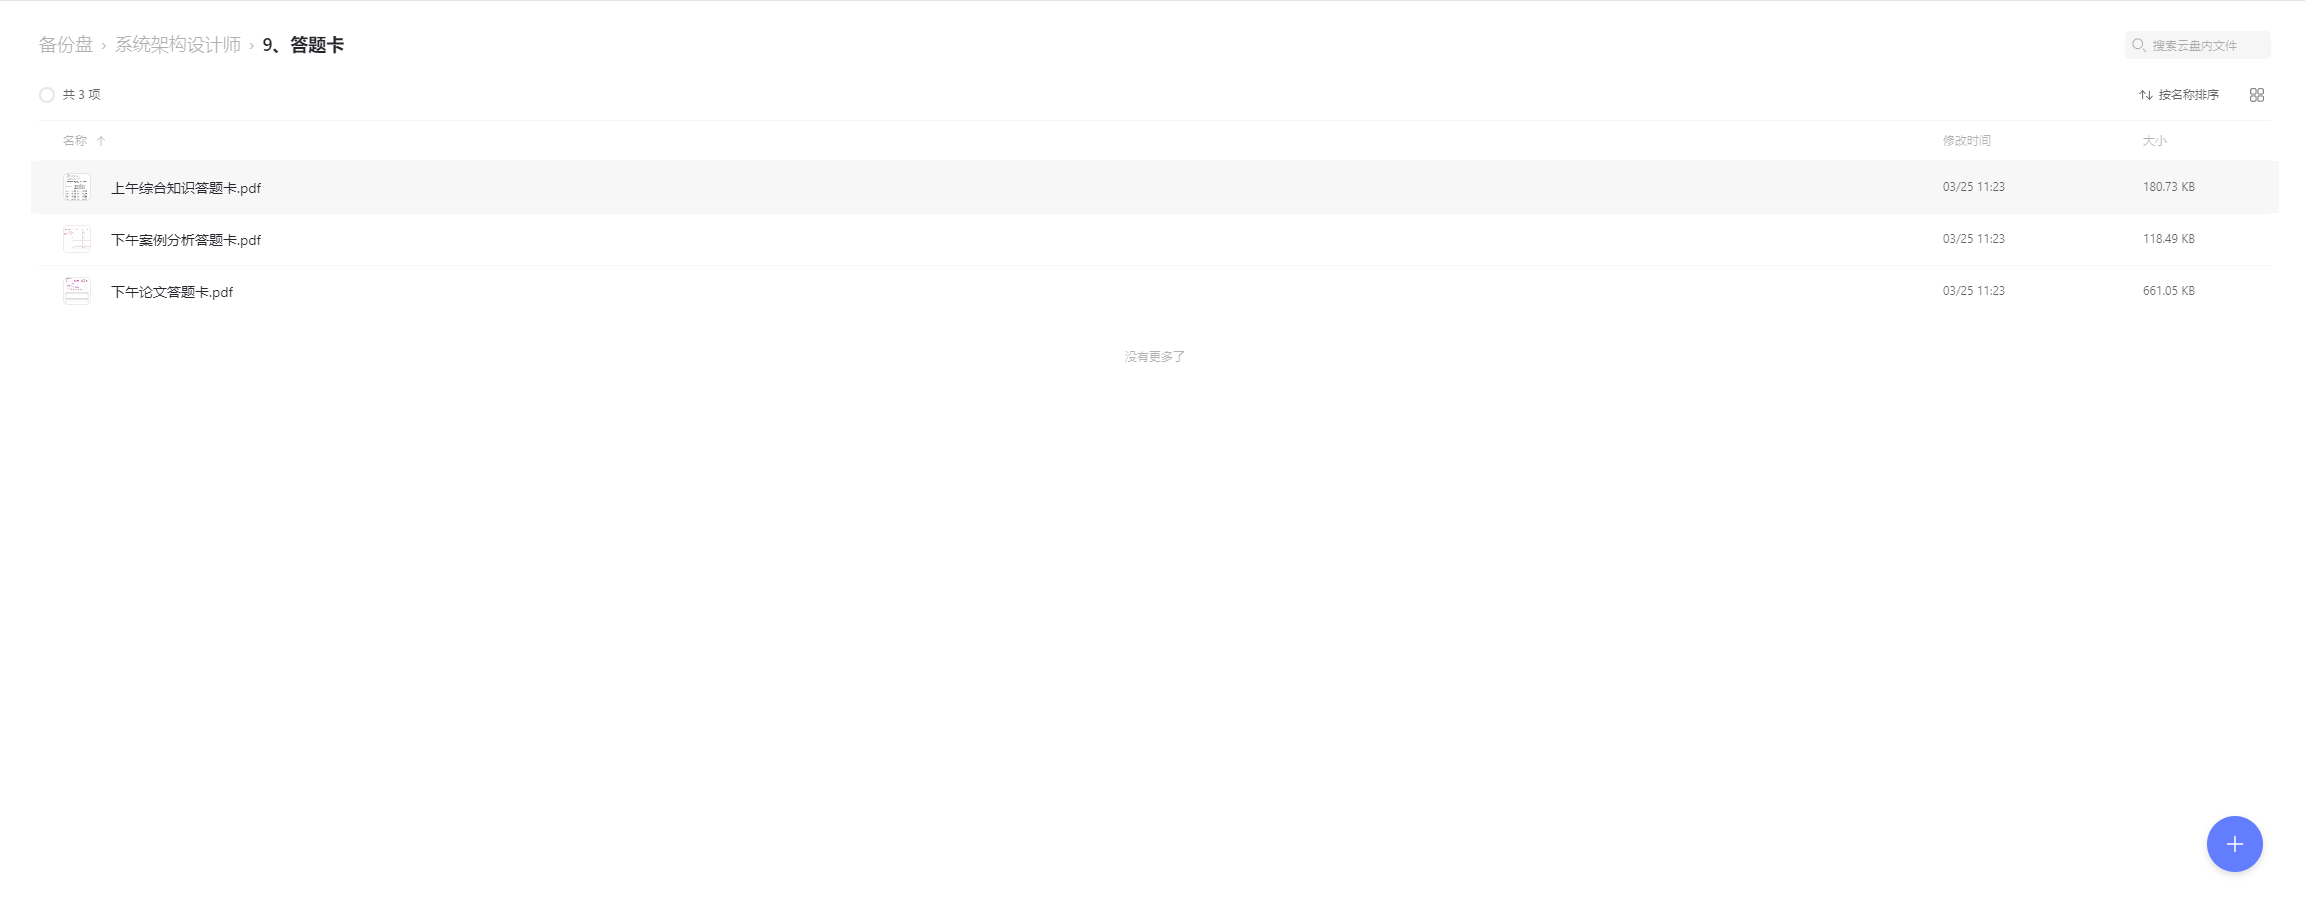 备份盘 › 系统架构设计师 › 9、答题卡
搜索云盘内文件
共 3 项
按名称排序
名称 修改时间 大小
上午综合知识答题卡.pdf 03/25 11:23 180.73 KB
下午案例分析答题卡.pdf 03/25 11:23 118.49 KB
下午论文答题卡.pdf 03/25 11:23 661.05 KB
没有更多了